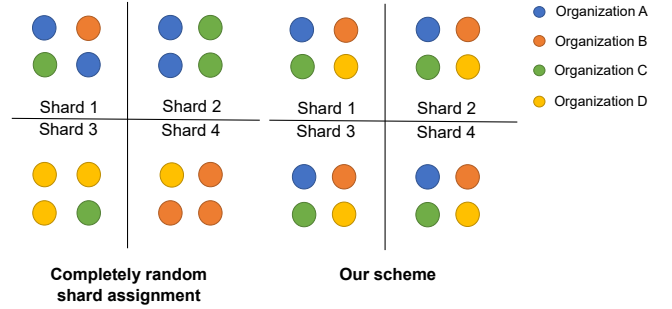 Organization A
Organization B
Organization C
Organization D
Shard 1
Shard 2
Shard 3
Shard 4
Shard 1
Shard 2
Shard 3
Shard 4
Completely random
shard assignment
Our scheme